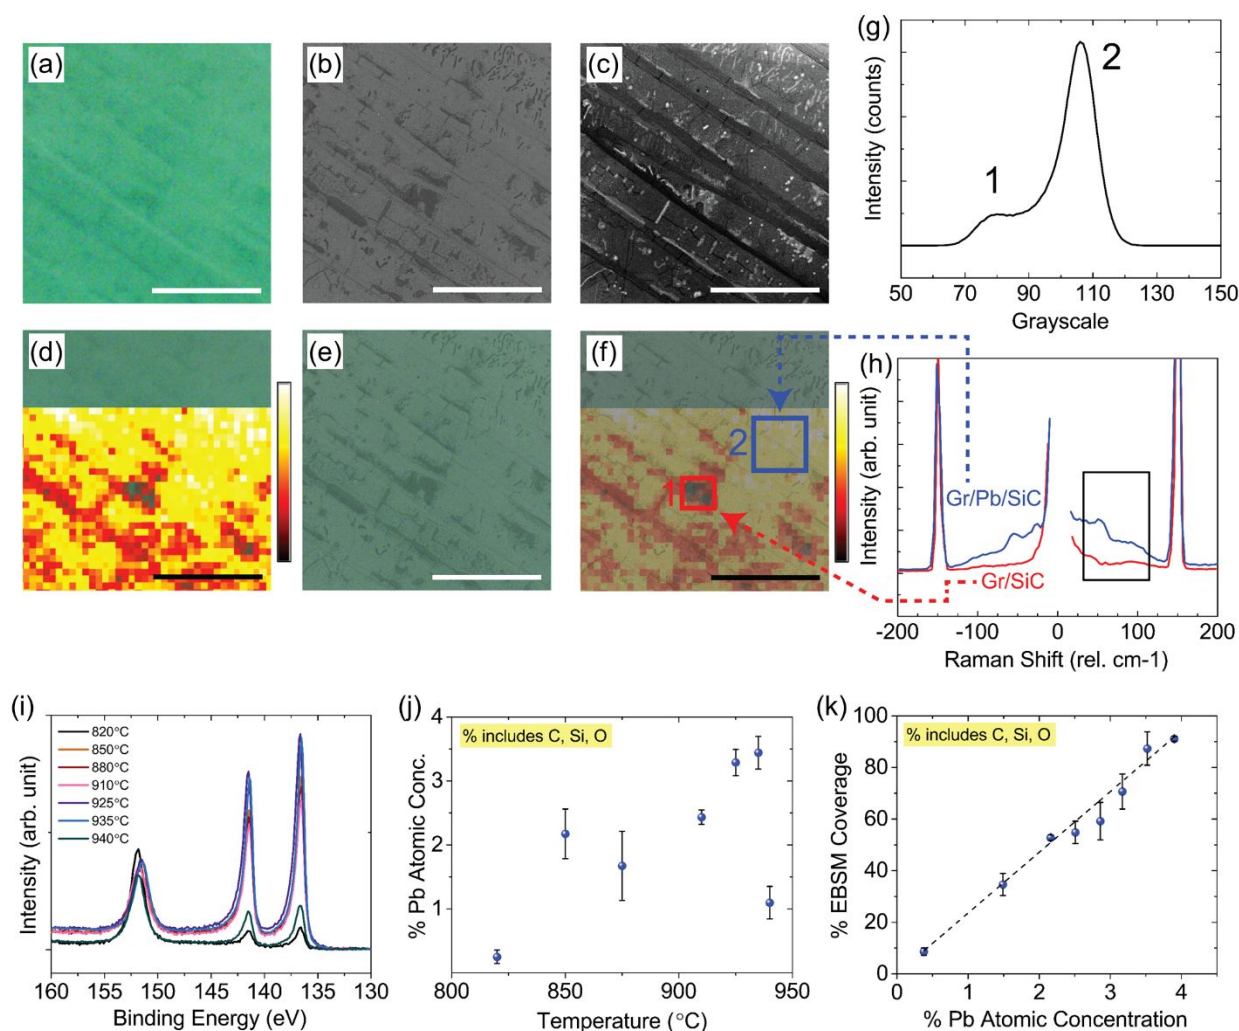 (a)
(b)
(c)
(d)
(e)
(f)
1
2
(g)
Intensity (counts)
1
2
50 70 90 110 130 150
Grayscale
(h)
Intensity (arb. unit)
Gr/Pb/SiC
Gr/SiC
-200 -100 0 100 200
Raman Shift (rel. cm-1)
(i)
Intensity (arb. unit)
820°C
850°C
880°C
910°C
925°C
935°C
940°C
160 155 150 145 140 135 130
Binding Energy (eV)
(j)
% Pb Atomic Conc.
% includes C, Si, O
4
3
2
1
800 850 900 950
Temperature (°C)
(k)
% EBSM Coverage
% includes C, Si, O
100
80
60
40
20
0
0 1 2 3 4
% Pb Atomic Concentration